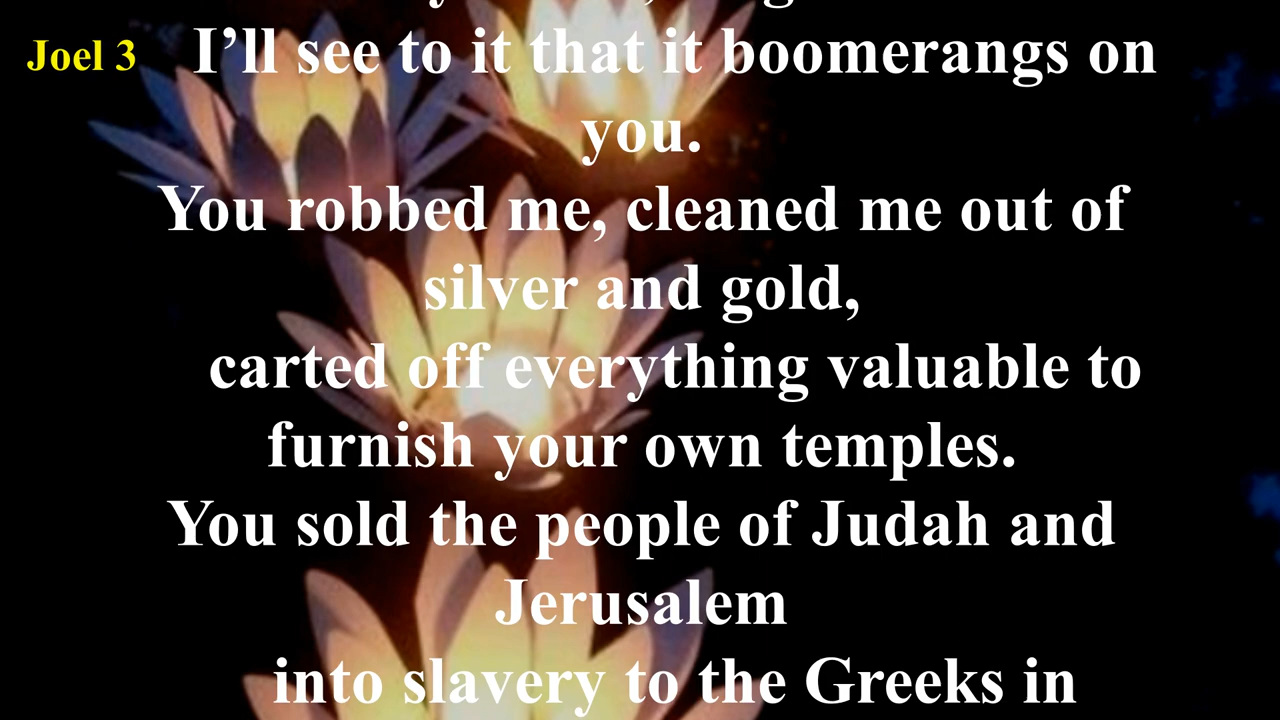 Joel 3
I’ll see to it that it boomerangs on
you.
You robbed me, cleaned me out of
silver and gold,
carted off everything valuable to
furnish your own temples.
You sold the people of Judah and
Jerusalem
into slavery to the Greeks in